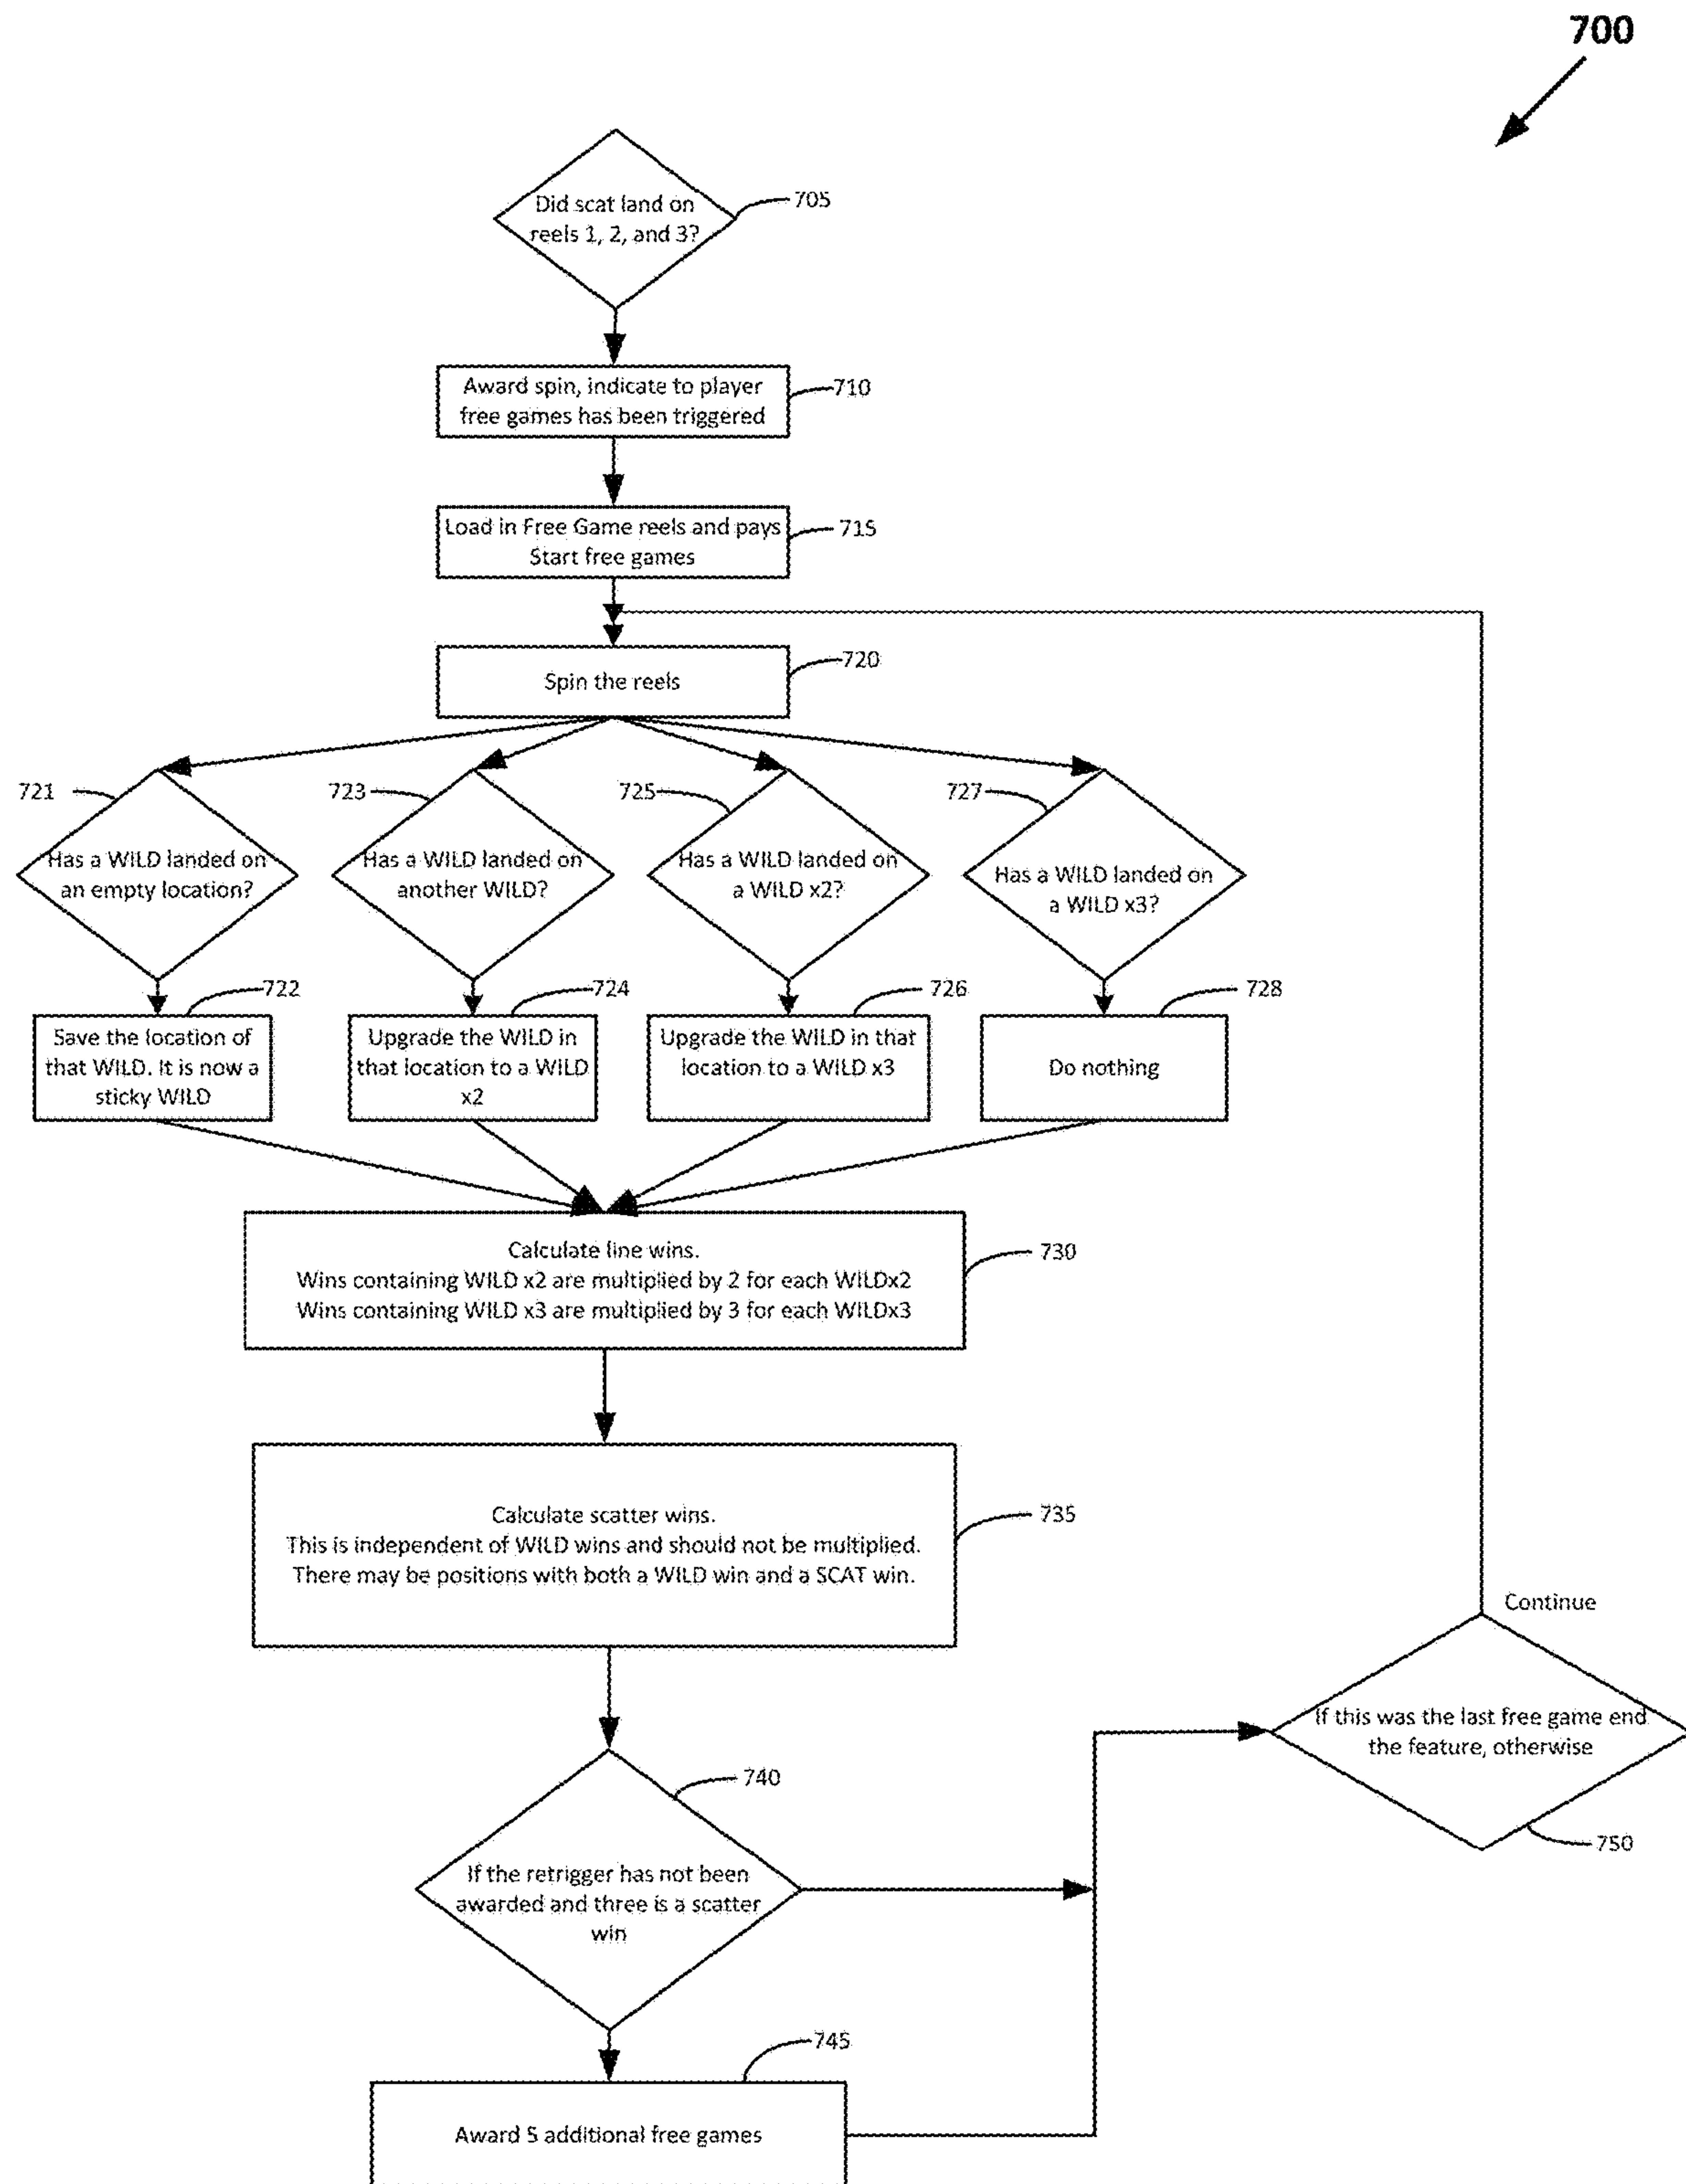 700
Did scat land on
reels 1, 2, and 3?
705
Award spin, indicate to player
free games has been triggered
710
Load in Free Game reels and pays
Start free games
715
Spin the reels
720
721
Has a WILD landed on
an empty location?
723
Has a WILD landed on
another WILD?
725
Has a WILD landed on
a WILD x2?
727
Has a WILD landed on
a WILD x3?
722
Save the location of
that WILD. It is now a
sticky WILD
724
Upgrade the WILD in
that location to a WILD
x2
726
Upgrade the WILD in that
location to a WILD x3
728
Do nothing
Calculate line wins.
Wins containing WILD x2 are multiplied by 2 for each WILDx2
Wins containing WILD x3 are multiplied by 3 for each WILDx3
730
Calculate scatter wins.
This is independent of WILD wins and should not be multiplied.
There may be positions with both a WILD win and a SCAT win.
735
Continue
If this was the last free game end
the feature, otherwise
750
740
If the retrigger has not been
awarded and three is a scatter
win
745
Award 5 additional free games